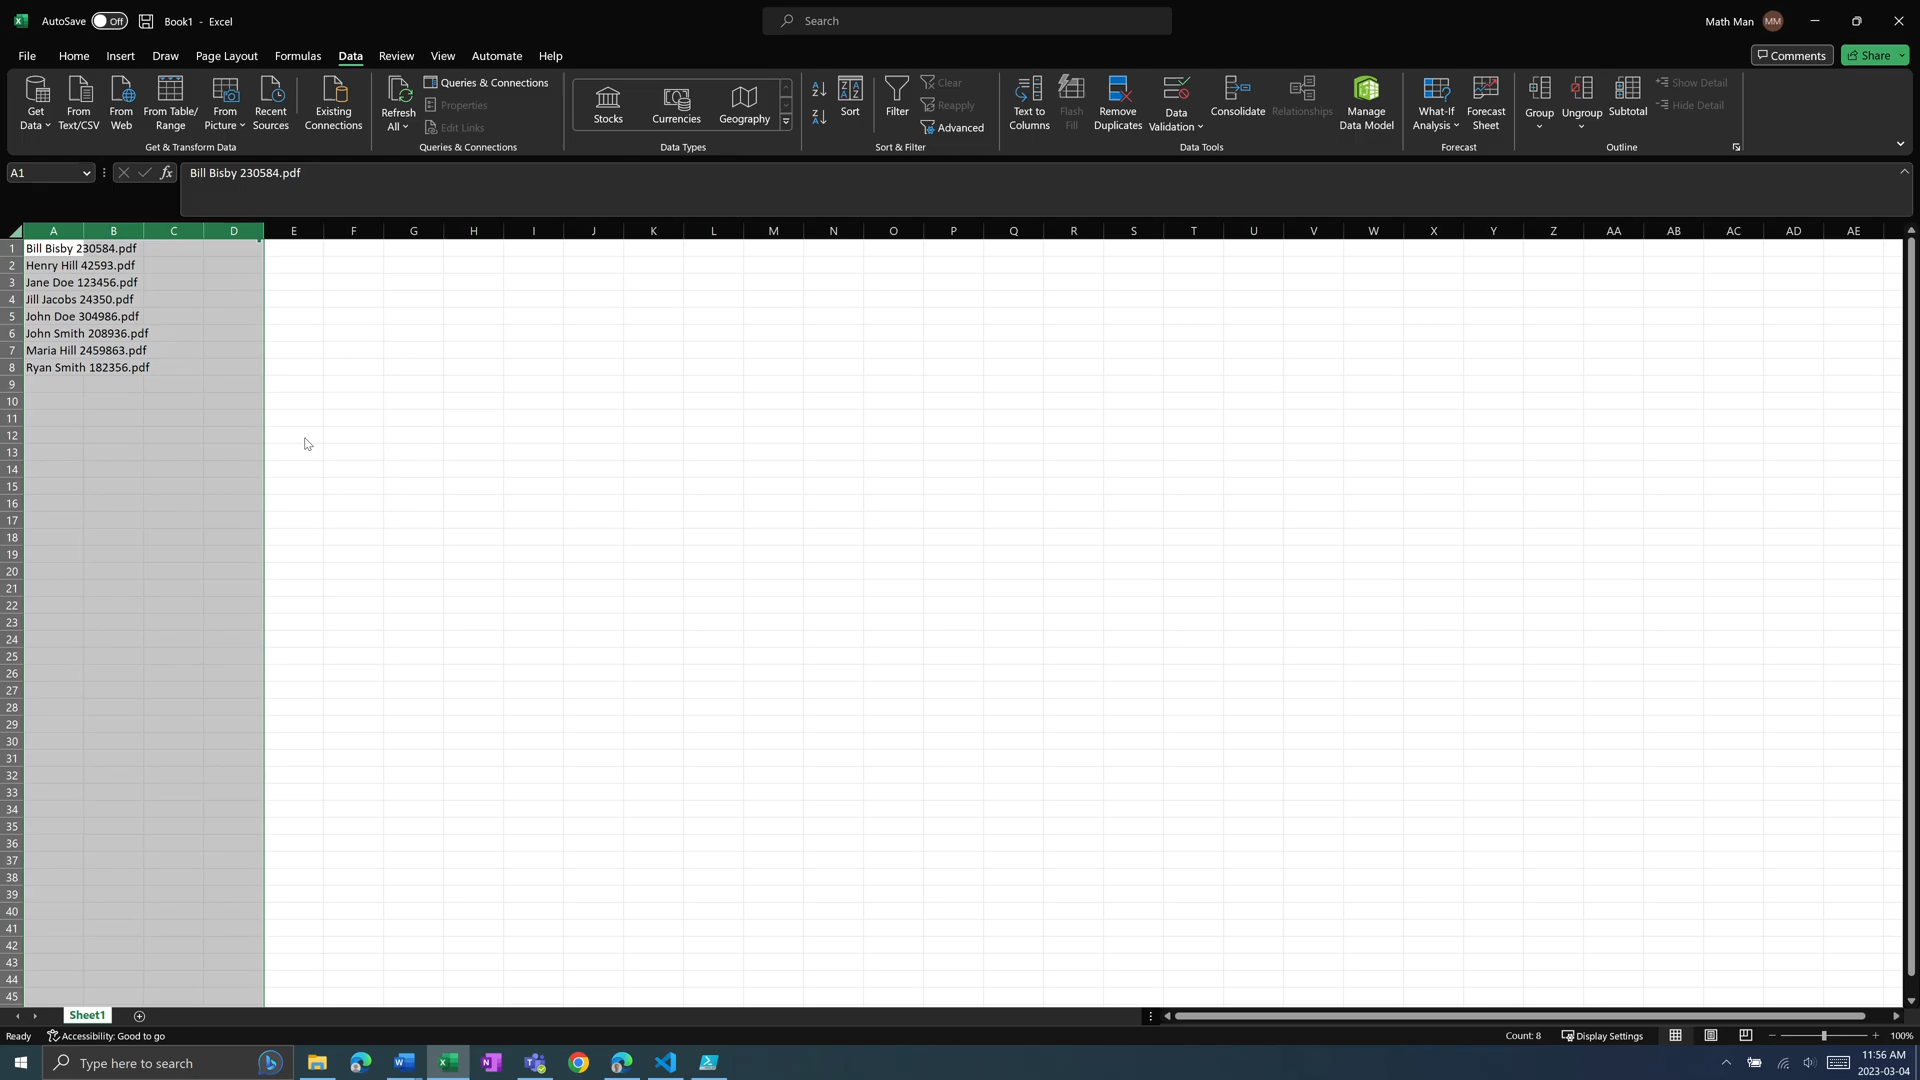 AutoSave Off Book1 - Excel Search Math Man MM
File Home Insert Draw Page Layout Formulas Data Review View Automate Help Comments Share
Get Data From Text/CSV From Web From Table/Range From Picture Recent Sources Existing Connections
Get & Transform Data
Refresh All Queries & Connections Properties Edit Links
Queries & Connections
Stocks Currencies Geography
Data Types
Sort Filter Clear Reapply Advanced
Sort & Filter
Text to Columns Flash Fill Remove Duplicates Data Validation Consolidate Relationships Manage Data Model
Data Tools
What-If Analysis Forecast Sheet
Forecast
Group Ungroup Subtotal Show Detail Hide Detail
Outline
A1 fx Bill Bisby 230584.pdf
A B C D E F G H I J K L M N O P Q R S T U V W X Y Z AA AB AC AD AE
1 Bill Bisby 230584.pdf
2 Henry Hill 42593.pdf
3 Jane Doe 123456.pdf
4 Jill Jacobs 24350.pdf
5 John Doe 304986.pdf
6 John Smith 208936.pdf
7 Maria Hill 2459863.pdf
8 Ryan Smith 182356.pdf
9
10
11
12
13
14
15
16
17
18
19
20
21
22
23
24
25
26
27
28
29
30
31
32
33
34
35
36
37
38
39
40
41
42
43
44
45
Sheet1
Ready Accessibility: Good to go Count: 8 Display Settings 100%
Type here to search 11:56 AM
2023-03-04